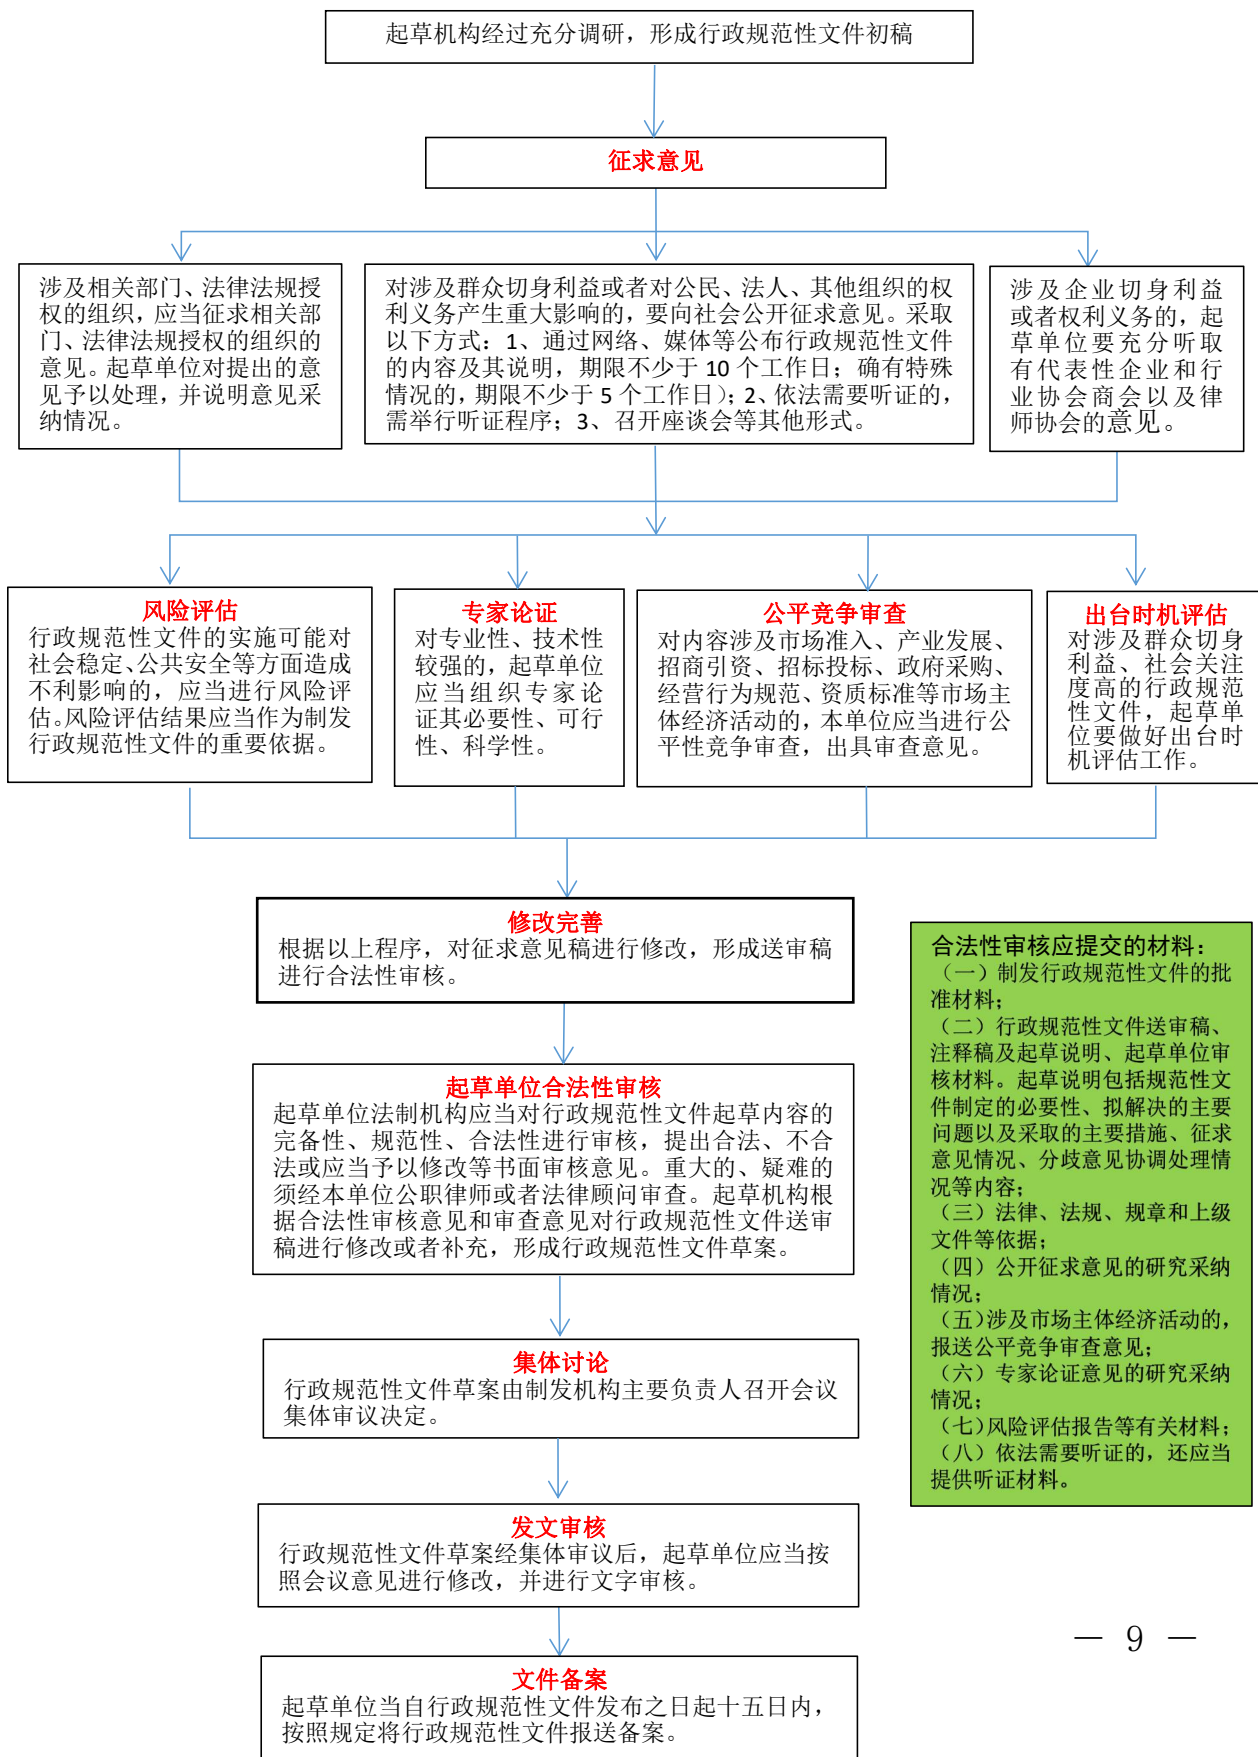 起草机构经过充分调研，形成行政规范性文件初稿
征求意见
涉及相关部门、法律法规授
权的组织，应当征求相关部
门、法律法规授权的组织的
意见。起草单位对提出的意
见予以处理，并说明意见采
纳情况。
对涉及群众切身利益或者对公民、法人、其他组织的权
利义务产生重大影响的，要向社会公开征求意见。采取
以下方式：1、通过网络、媒体等公布行政规范性文件
的内容及其说明，期限不少于 10 个工作日；确有特殊
情况的，期限不少于 5 个工作日）；2、依法需要听证的，
需举行听证程序；3、召开座谈会等其他形式。
涉及企业切身利益
或者权利义务的，起
草单位要充分听取
有代表性企业和行
业协会商会以及律
师协会的意见。
风险评估
行政规范性文件的实施可能对
社会稳定、公共安全等方面造成
不利影响的，应当进行风险评
估。风险评估结果应当作为制发
行政规范性文件的重要依据。
专家论证
对专业性、技术性
较强的，起草单位
应当组织专家论
证其必要性、可行
性、科学性。
公平竞争审查
对内容涉及市场准入、产业发展、
招商引资、招标投标、政府采购、
经营行为规范、资质标准等市场主
体经济活动的，本单位应当进行公
平性竞争审查，出具审查意见。
出台时机评估
对涉及群众切身
利益、社会关注
度高的行政规范
性文件，起草单
位要做好出台时
机评估工作。
修改完善
根据以上程序，对征求意见稿进行修改，形成送审稿
进行合法性审核。
起草单位合法性审核
起草单位法制机构应当对行政规范性文件起草内容的
完备性、规范性、合法性进行审核，提出合法、不合
法或应当予以修改等书面审核意见。重大的、疑难的
须经本单位公职律师或者法律顾问审查。起草机构根
据合法性审核意见和审查意见对行政规范性文件送审
稿进行修改或者补充，形成行政规范性文件草案。
集体讨论
行政规范性文件草案由制发机构主要负责人召开会议
集体审议决定。
发文审核
行政规范性文件草案经集体审议后，起草单位应当按
照会议意见进行修改，并进行文字审核。
文件备案
起草单位当自行政规范性文件发布之日起十五日内，
按照规定将行政规范性文件报送备案。
合法性审核应提交的材料：
（一）制发行政规范性文件的批
准材料；
（二）行政规范性文件送审稿、
注释稿及起草说明、起草单位审
核材料。起草说明包括规范性文
件制定的必要性、拟解决的主要
问题以及采取的主要措施、征求
意见情况、分歧意见协调处理情
况等内容；
（三）法律、法规、规章和上级
文件等依据；
（四）公开征求意见的研究采纳
情况；
（五）涉及市场主体经济活动的，
报送公平竞争审查意见；
（六）专家论证意见的研究采纳
情况；
（七）风险评估报告等有关材料；
（八）依法需要听证的，还应当
提供听证材料。
— 9 —